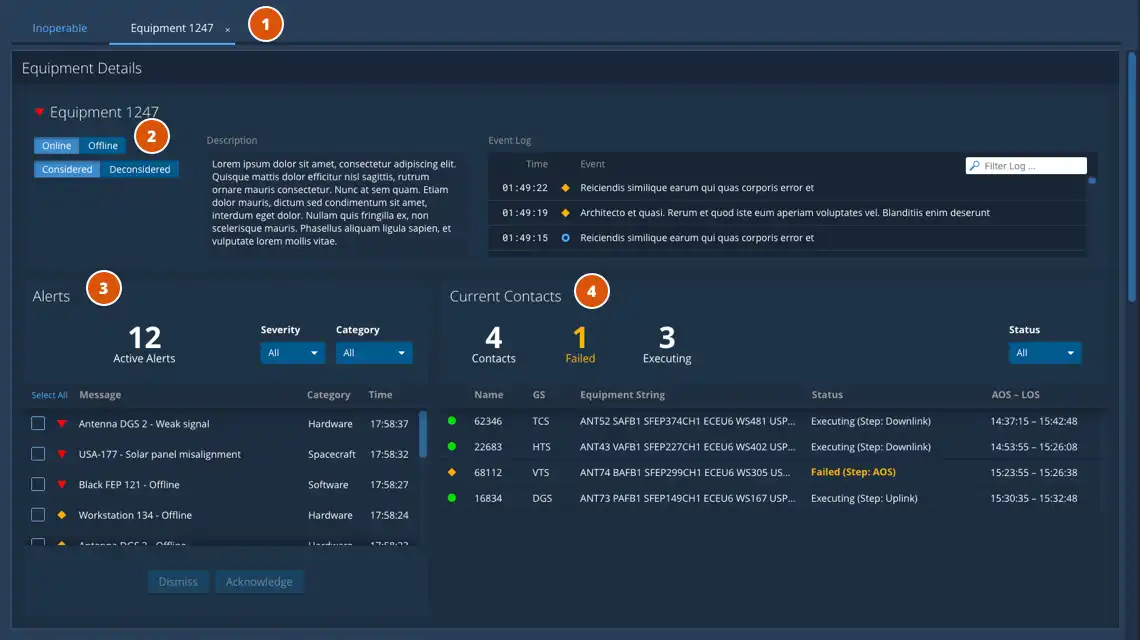 Inoperable
Equipment 1247 ×
1
Equipment Details
Equipment 1247
2
Online Offline
Considered Deconsidered
Description
Lorem ipsum dolor sit amet, consectetur adipiscing elit.
Quisque mattis dolor efficitur nisl sagittis, rutrum
ornare mauris consectetur. Nunc at sem quam. Etiam
dolor mauris, dictum sed condimentum sit amet,
interdum eget dolor. Nullam quis fringilla ex, non
scelerisque mauris. Phasellus aliquam ligula sapien, et
vulputate lorem mollis vitae.
Event Log
Time Event Filter Log ...
01:49:22 Reiciendis similique earum qui quas corporis error et
01:49:19 Architecto et quasi. Rerum et quod iste eum aperiam voluptates vel. Blanditiis enim deserunt
01:49:15 Reiciendis similique earum qui quas corporis error et
Alerts
3
12
Active Alerts
Severity Category
All All
Select All Message Category Time
Antenna DGS 2 - Weak signal Hardware 17:58:37
USA-177 - Solar panel misalignment Spacecraft 17:58:32
Black FEP 121 - Offline Software 17:58:27
Workstation 134 - Offline Hardware 17:58:24
Antenna DGS 2 - Offline Hardware 17:58:23
Dismiss Acknowledge
Current Contacts
4
4 1 3
Contacts Failed Executing
Status
All
Name GS Equipment String Status AOS – LOS
62346 TCS ANT52 SAFB1 SFEP374CH1 ECEU6 WS481 USP... Executing (Step: Downlink) 14:37:15 – 15:42:48
22683 HTS ANT43 VAFB1 SFEP227CH1 ECEU6 WS402 USP... Executing (Step: Downlink) 14:53:55 – 15:26:08
68112 VTS ANT74 BAFB1 SFEP299CH1 ECEU6 WS305 US... Failed (Step: AOS) 15:23:55 – 15:26:38
16834 DGS ANT73 PAFB1 SFEP149CH1 ECEU6 WS167 USP... Executing (Step: Uplink) 15:30:35 – 15:32:48